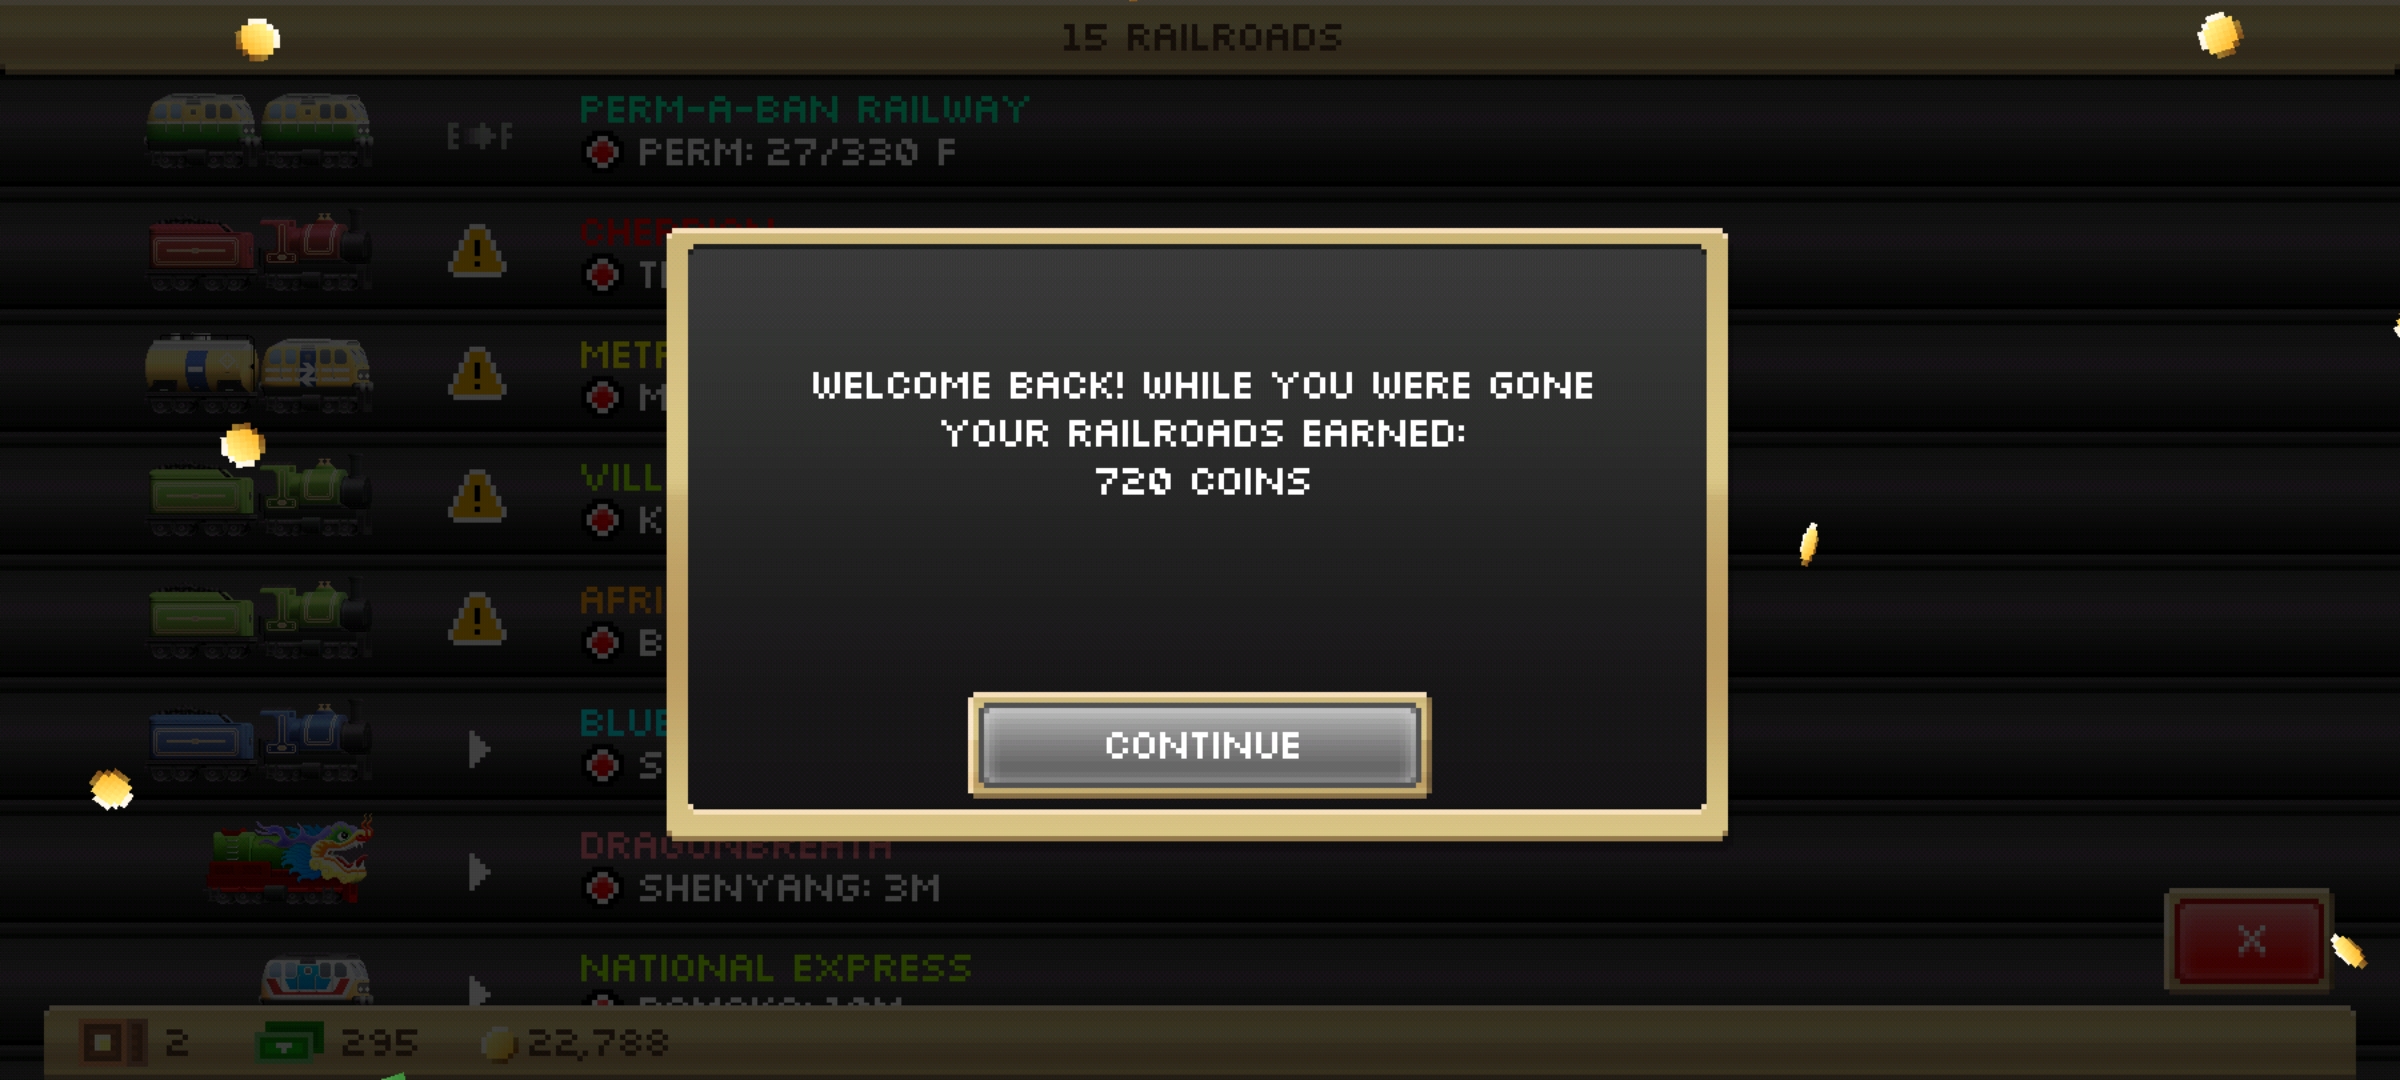 15 RAILROADS
PERM-A-BAN RAILWAY
E F
PERM: 27/330 F
WELCOME BACK! WHILE YOU WERE GONE
YOUR RAILROADS EARNED:
720 COINS
CONTINUE
DRAGONBREATH
SHENYANG: 3M
X
NATIONAL EXPRESS
2 295 22,788